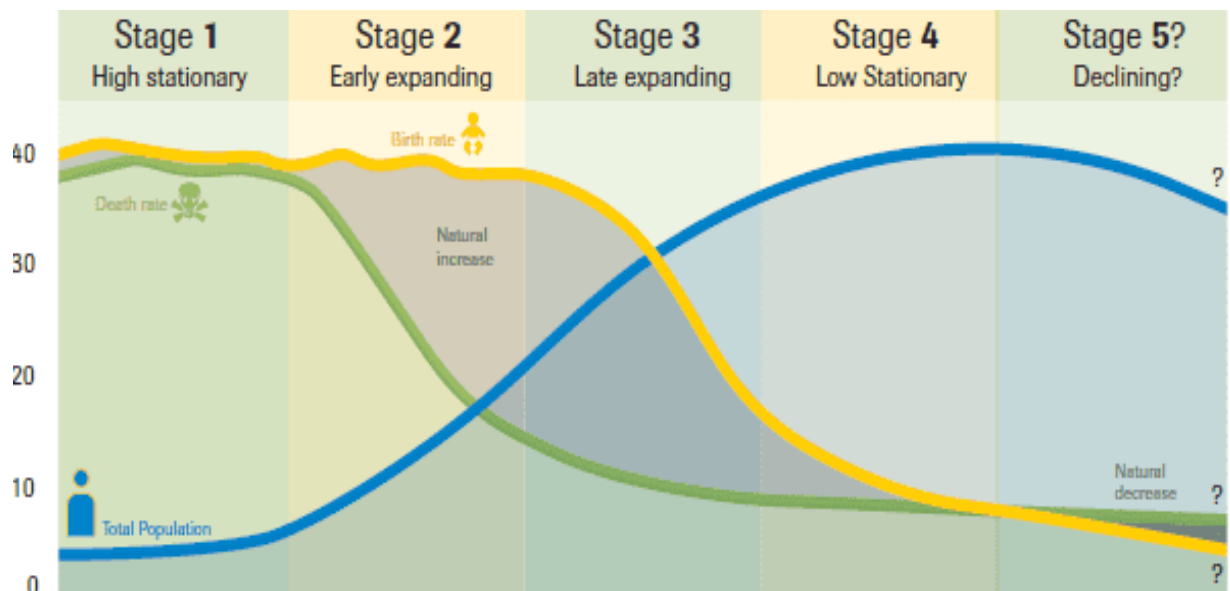 Stage 1
High stationary
Stage 2
Early expanding
Stage 3
Late expanding
Stage 4
Low Stationary
Stage 5?
Declining?
40
30
20
10
0
Birth rate
Death rate
Natural
increase
Total Population
Natural
decrease
?
?
?